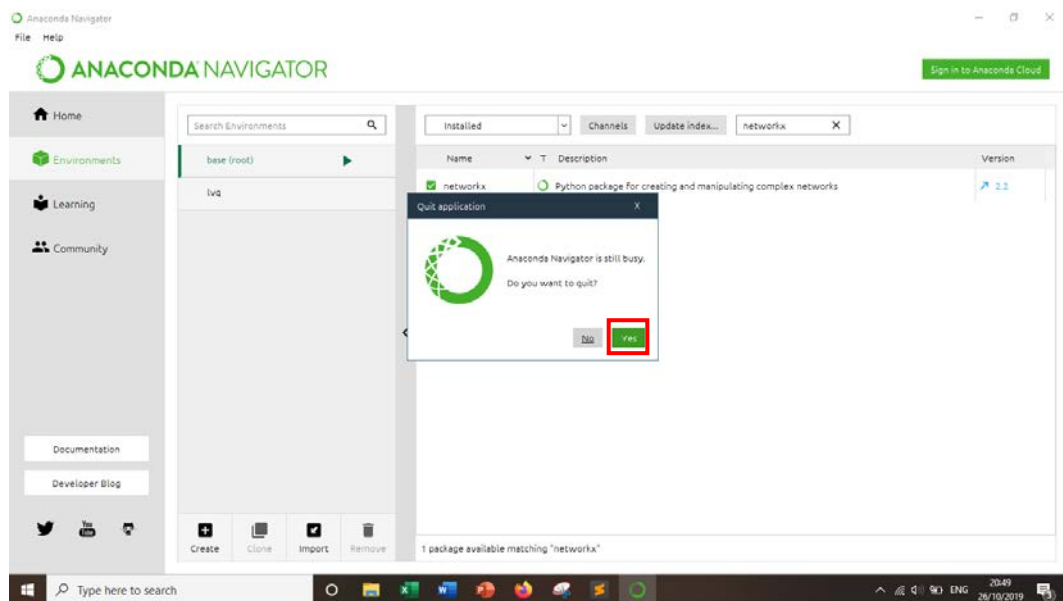 Anaconda Navigator
File Help
ANACONDA NAVIGATOR
Sign in to Anaconda Cloud
Home
Environments
Learning
Community
Documentation
Developer Blog
You
Tube
Search Environments
base (root)
lvq
Create Clone Import Remove
Installed Channels Update index... networkx X
Name T Description Version
networkx Python package for creating and manipulating complex networks 2.2
Quit application X
Anaconda Navigator is still busy.
Do you want to quit?
No Yes
1 package available matching "networkx"
Type here to search
ENG
20:49
26/10/2019